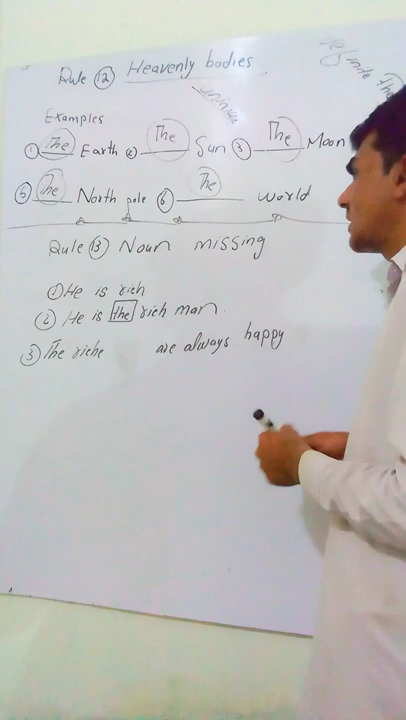 Rule ⑫ Heavenly bodies
Examples
① The Earth ② The Sun ③ The Moon
⑤ The North pole ⑥ The world
Rule ⑬ Noun missing
① He is rich
② He is the rich man.
③ The riche are always happy